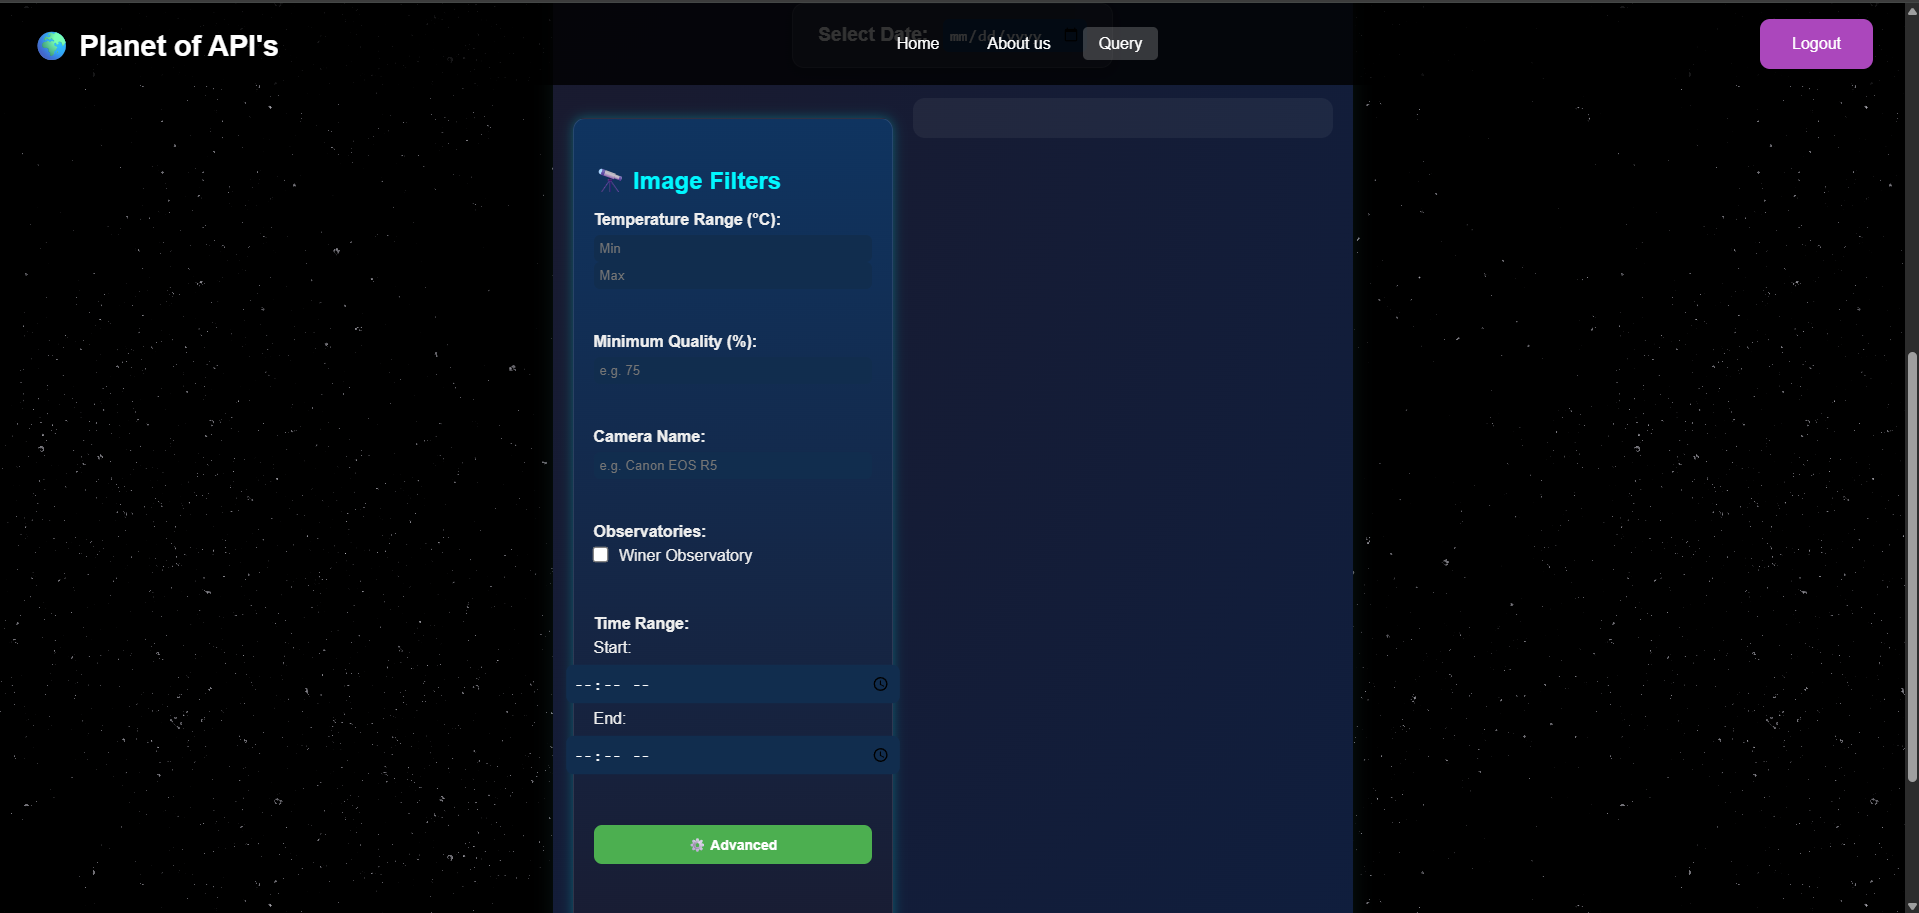 Planet of API's
Select Date: mm/dd/yyyy
Home About us Query
Logout
Image Filters
Temperature Range (°C):
Min
Max
Minimum Quality (%):
e.g. 75
Camera Name:
e.g. Canon EOS R5
Observatories:
Winer Observatory
Time Range:
Start:
--:-- --
End:
--:-- --
Advanced